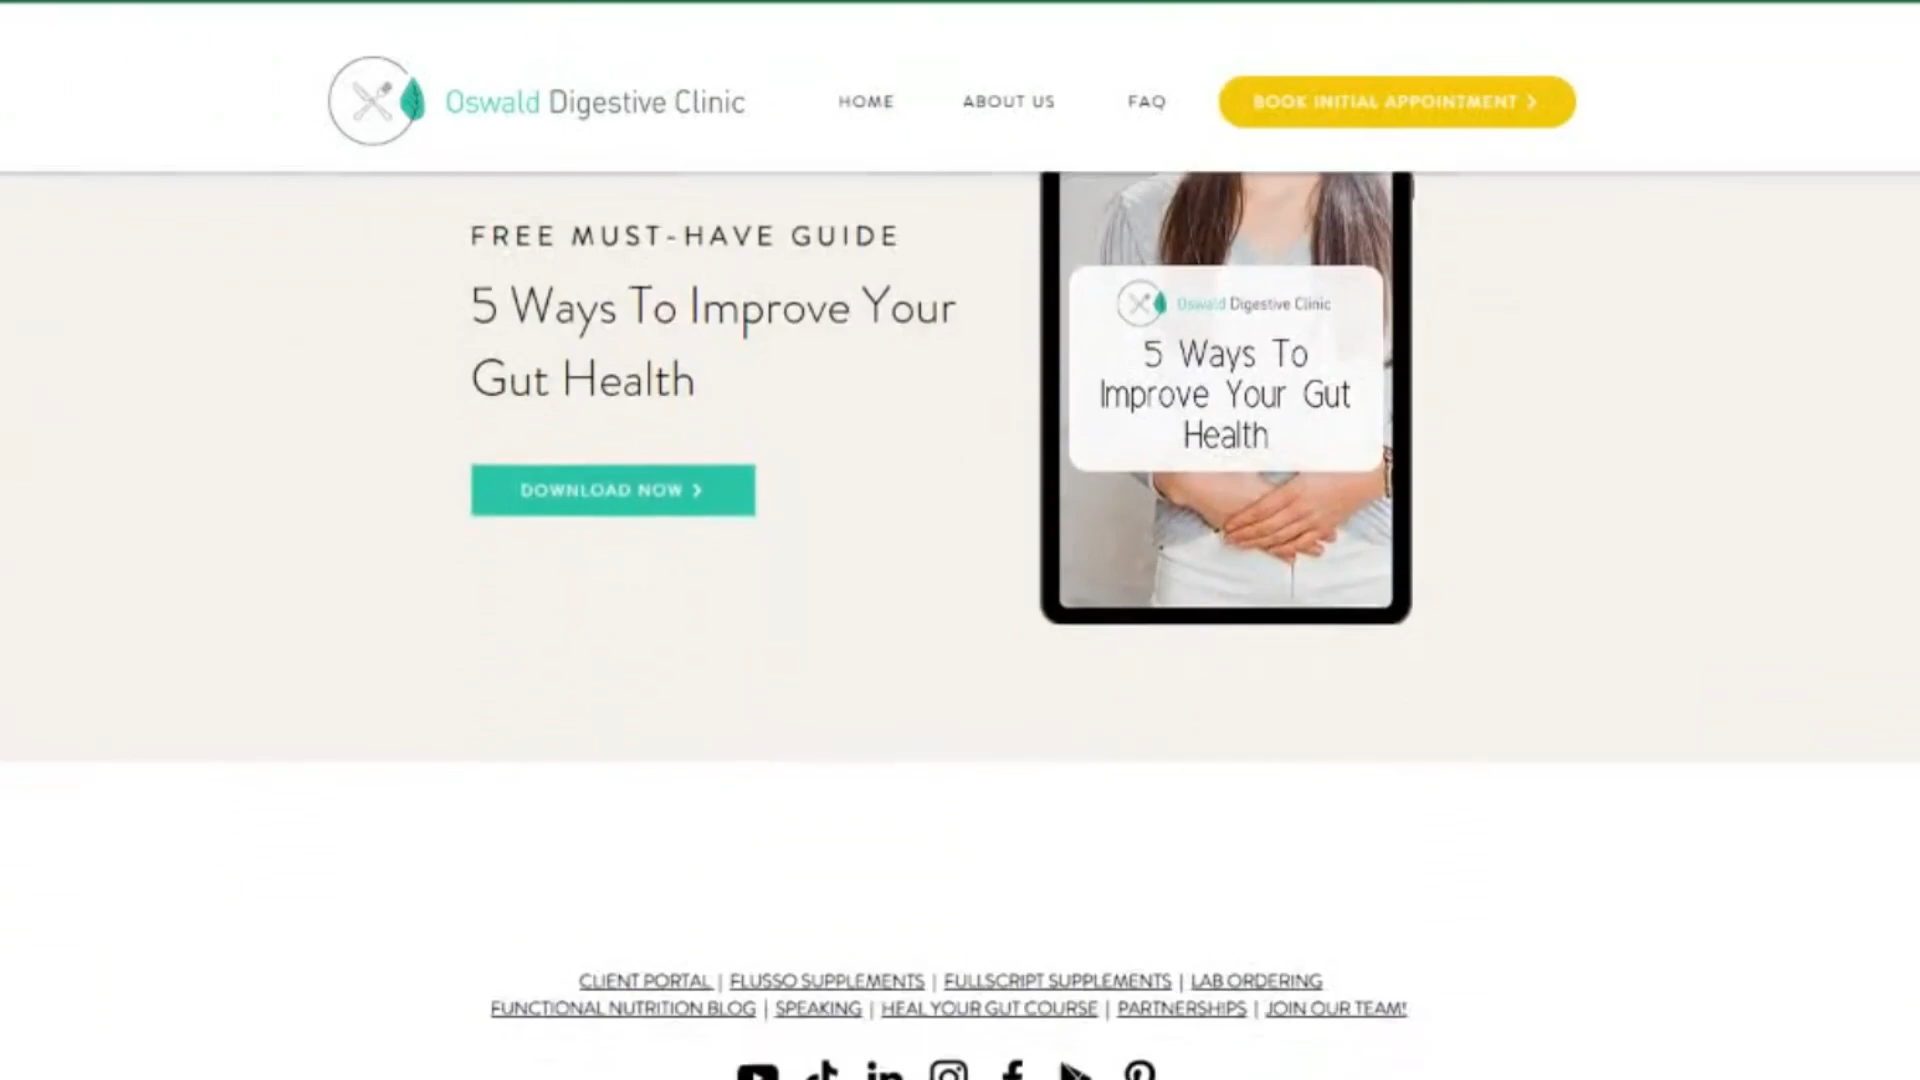 Oswald Digestive Clinic
HOME
ABOUT US
FAQ
BOOK INITIAL APPOINTMENT
FREE MUST-HAVE GUIDE
5 Ways To Improve Your
Gut Health
DOWNLOAD NOW
Oswald Digestive Clinic
5 Ways To
Improve Your Gut
Health
CLIENT PORTAL | FLUSSO SUPPLEMENTS | FULLSCRIPT SUPPLEMENTS | LAB ORDERING
FUNCTIONAL NUTRITION BLOG | SPEAKING | HEAL YOUR GUT COURSE | PARTNERSHIPS | JOIN OUR TEAM!